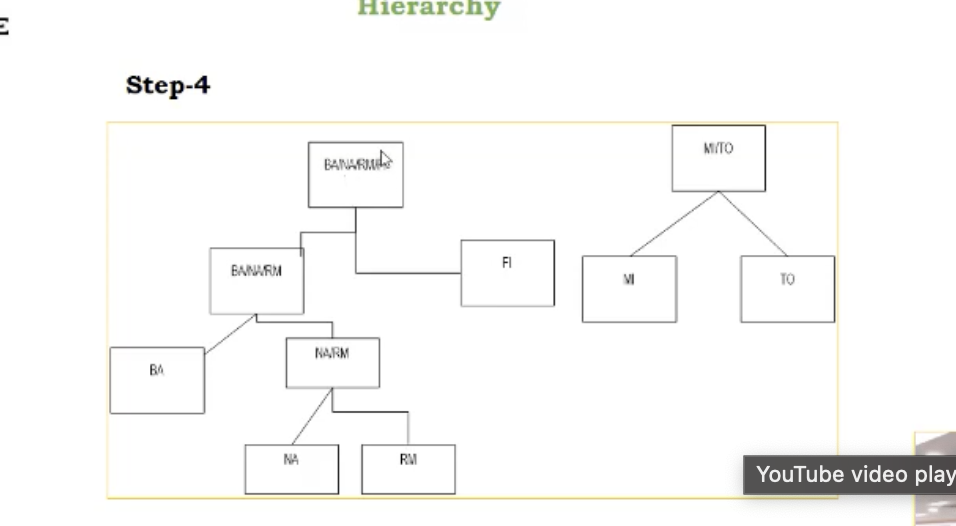 Hierarchy
E
Step-4
BA/NA/RM/FI
MI/TO
BA/NA/RM
FI
MI
TO
BA
NA/RM
NA
RM
YouTube video play